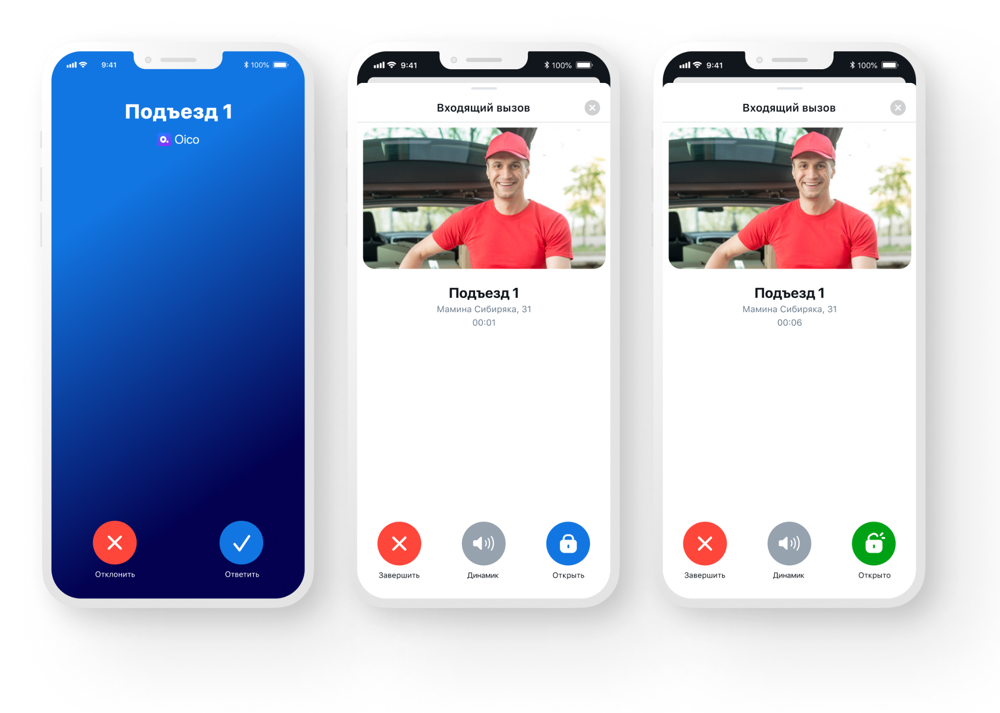 9:41
100%
Подъезд 1
o. Oico
Отклонить
Ответить
9:41
100%
Входящий вызов
Подъезд 1
Мамина Сибиряка, 31
00:01
Завершить
Динамик
Открыть
9:41
100%
Входящий вызов
Подъезд 1
Мамина Сибиряка, 31
00:06
Завершить
Динамик
Открыто